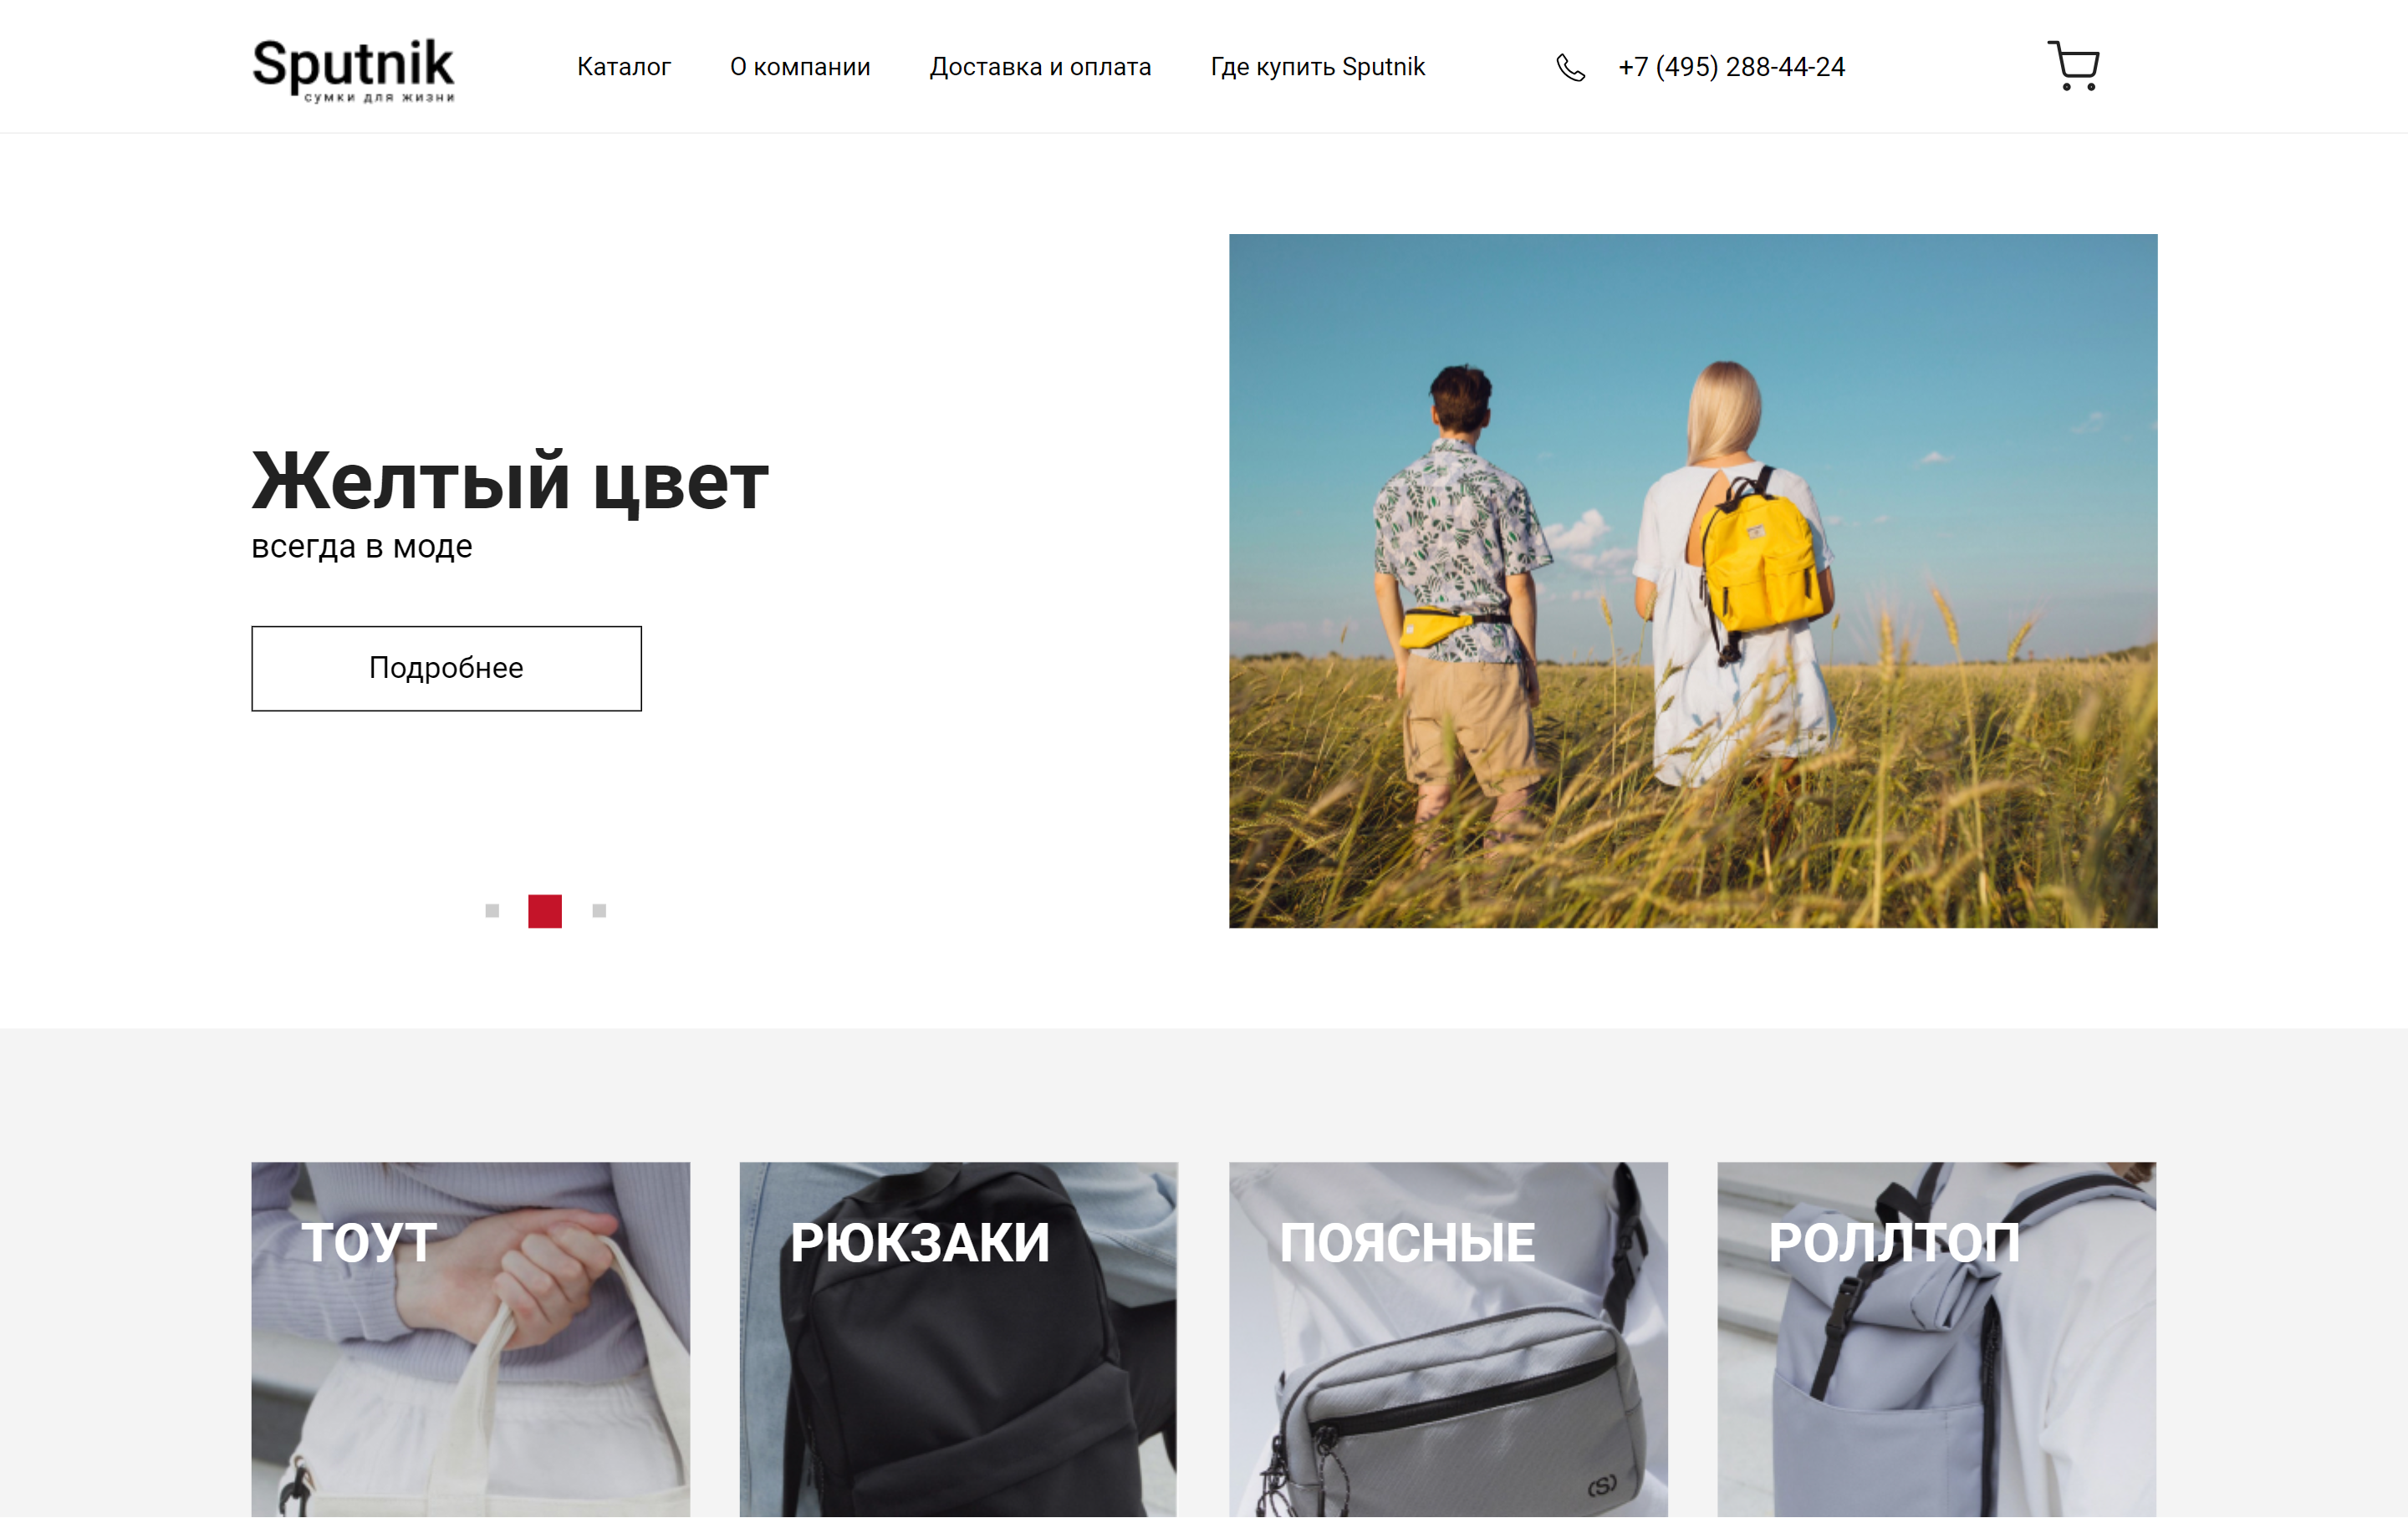 Sputnik
сумки для жизни
Каталог
О компании
Доставка и оплата
Где купить Sputnik
+7 (495) 288-44-24
Желтый цвет
всегда в моде
Подробнее
ТОУТ
РЮКЗАКИ
ПОЯСНЫЕ
РОЛЛТОП
(S)